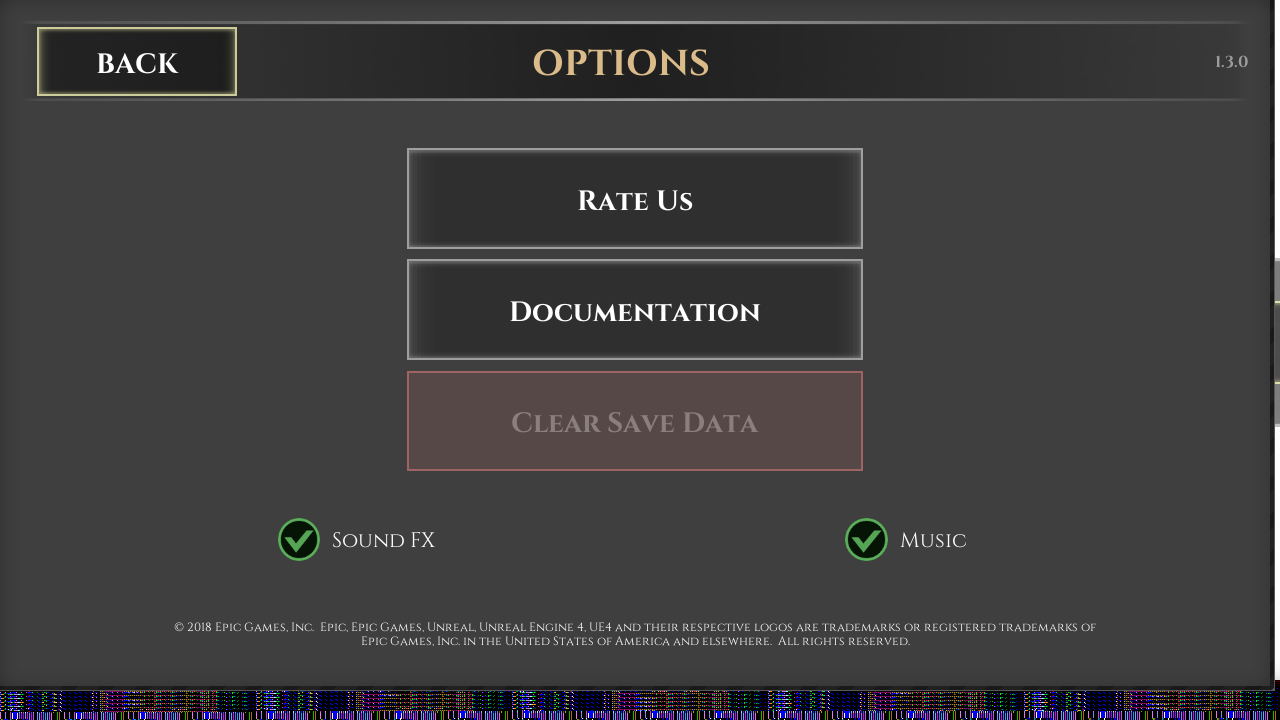 BACK
OPTIONS
1.3.0
Rate Us
Documentation
Clear Save Data
Sound FX
Music
© 2018 Epic Games, Inc. Epic, Epic Games, Unreal, Unreal Engine 4, UE4 and their respective logos are trademarks or registered trademarks of
Epic Games, Inc. in the United States of America and elsewhere. All rights reserved.